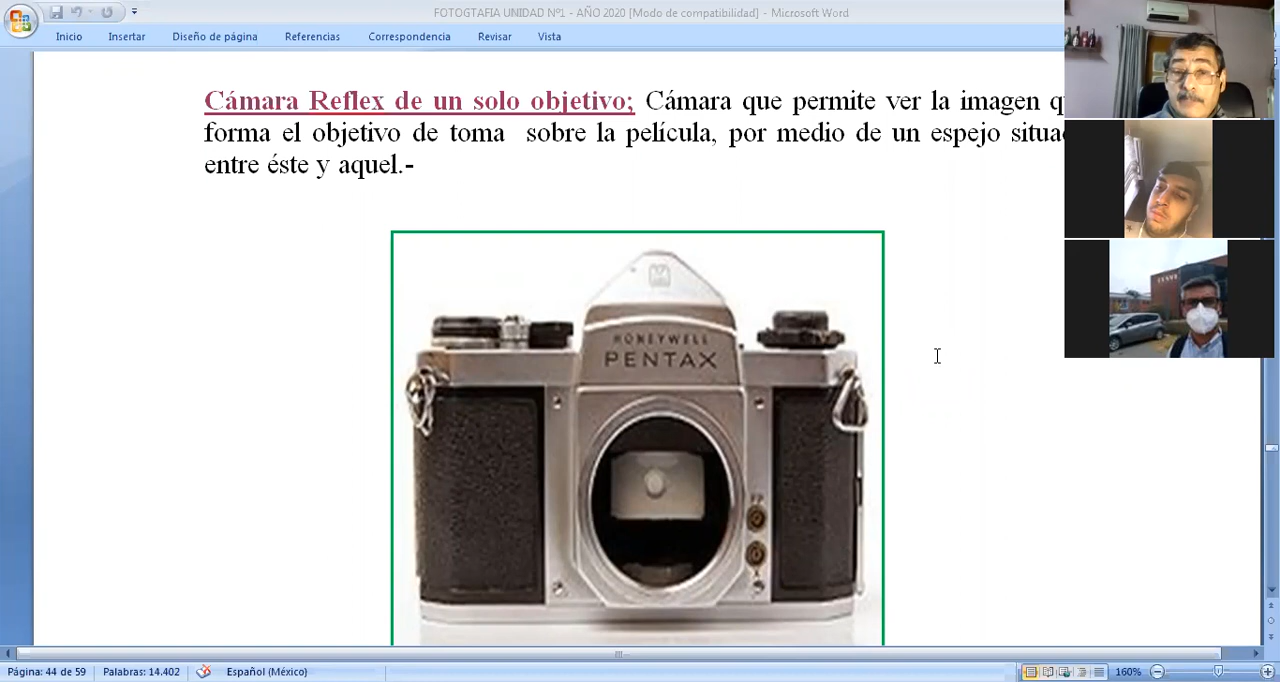 FOTOGTAFIA UNIDAD Nº1 - AÑO 2020 [Modo de compatibilidad] - Microsoft Word
Inicio Insertar Diseño de página Referencias Correspondencia Revisar Vista
Cámara Reflex de un solo objetivo; Cámara que permite ver la imagen
forma el objetivo de toma sobre la película, por medio de un espejo
entre éste y aquel.-
HONEYWELL
PENTAX
FP
X
Página: 44 de 59 Palabras: 14.402 Español (México) 160%